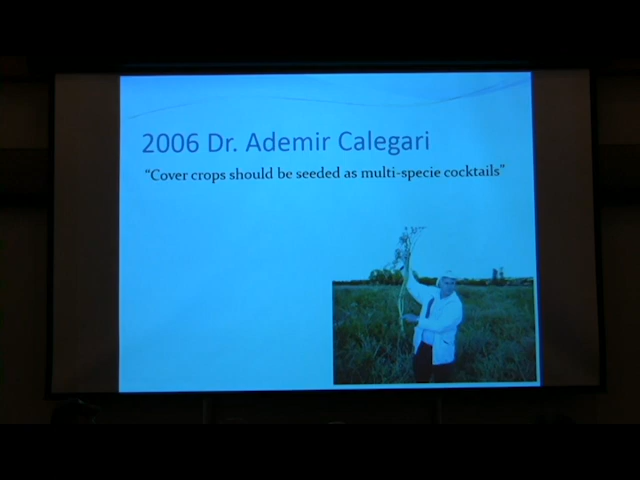 2006 Dr. Ademir Calegari
“Cover crops should be seeded as multi-specie cocktails”